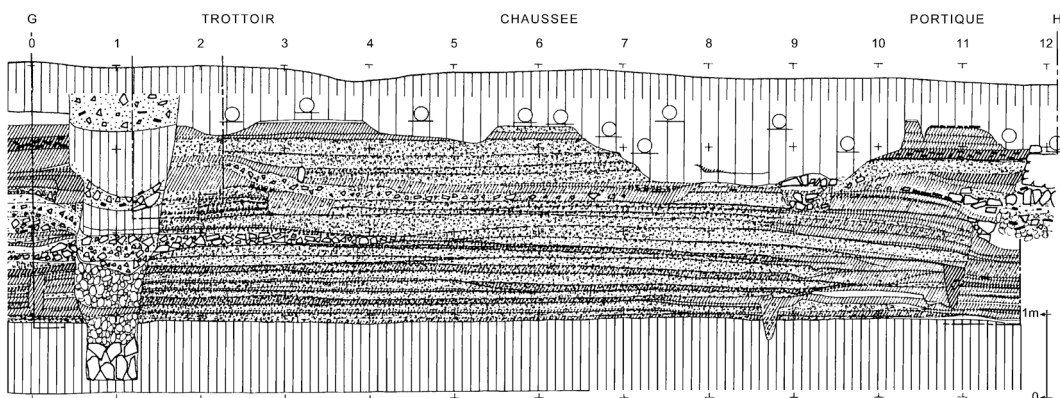 G TROTTOIR CHAUSSEE PORTIQUE H
0 1 2 3 4 5 6 7 8 9 10 11 12
1m
0